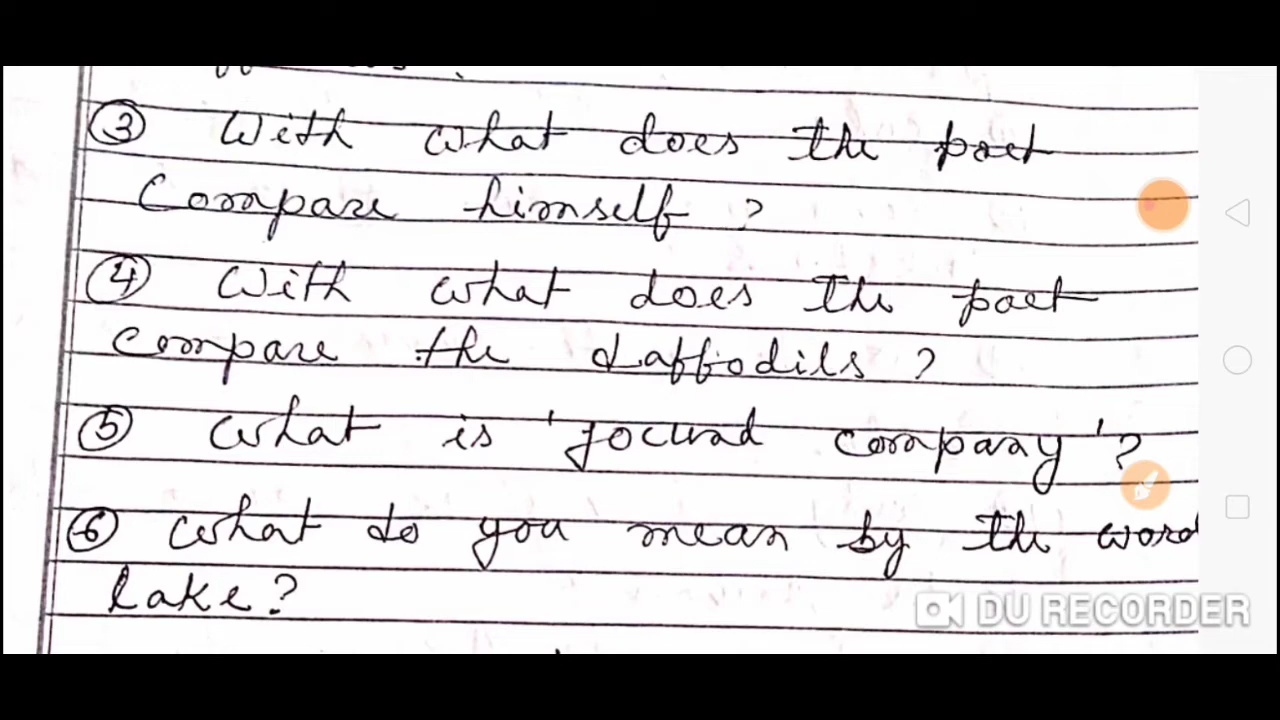 ③ With what does the poet
Compare himself ?
④ With what does the poet
compare the daffodils ?
⑤ What is 'jocund company' ?
⑥ What do you mean by the word
lake?
DU RECORDER